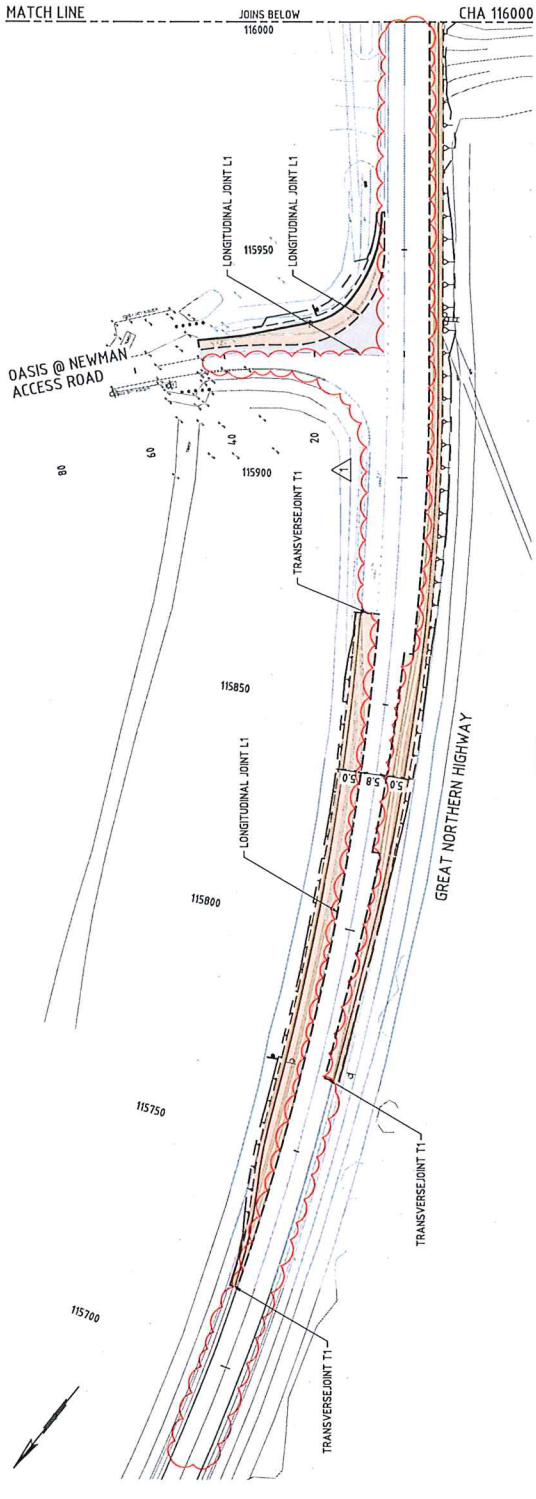 MATCH LINE
JOINS BELOW
116000
CHA 116000
LONGITUDINAL JOINT L1
LONGITUDINAL JOINT L1
115950
OASIS @ NEWMAN
ACCESS ROAD
80
60
40
20
115900
1
TRANSVERSEJOINT T1
115850
LONGITUDINAL JOINT L1
5.0
5.8
5.0
GREAT NORTHERN HIGHWAY
115800
115750
TRANSVERSEJOINT T1
115700
TRANSVERSEJOINT T1